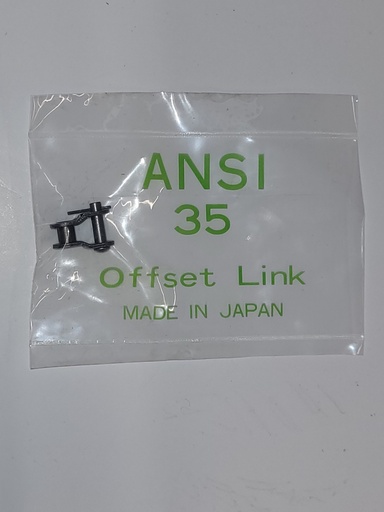 ANSI
35
Offset Link
MADE IN JAPAN